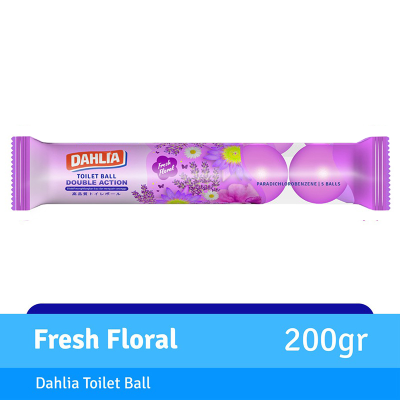 DAHLIA
TOILET BALL
DOUBLE ACTION
Fresh
Floral
PARADICHLOROBENZENE | 5 BALLS
Fresh Floral
200gr
Dahlia Toilet Ball